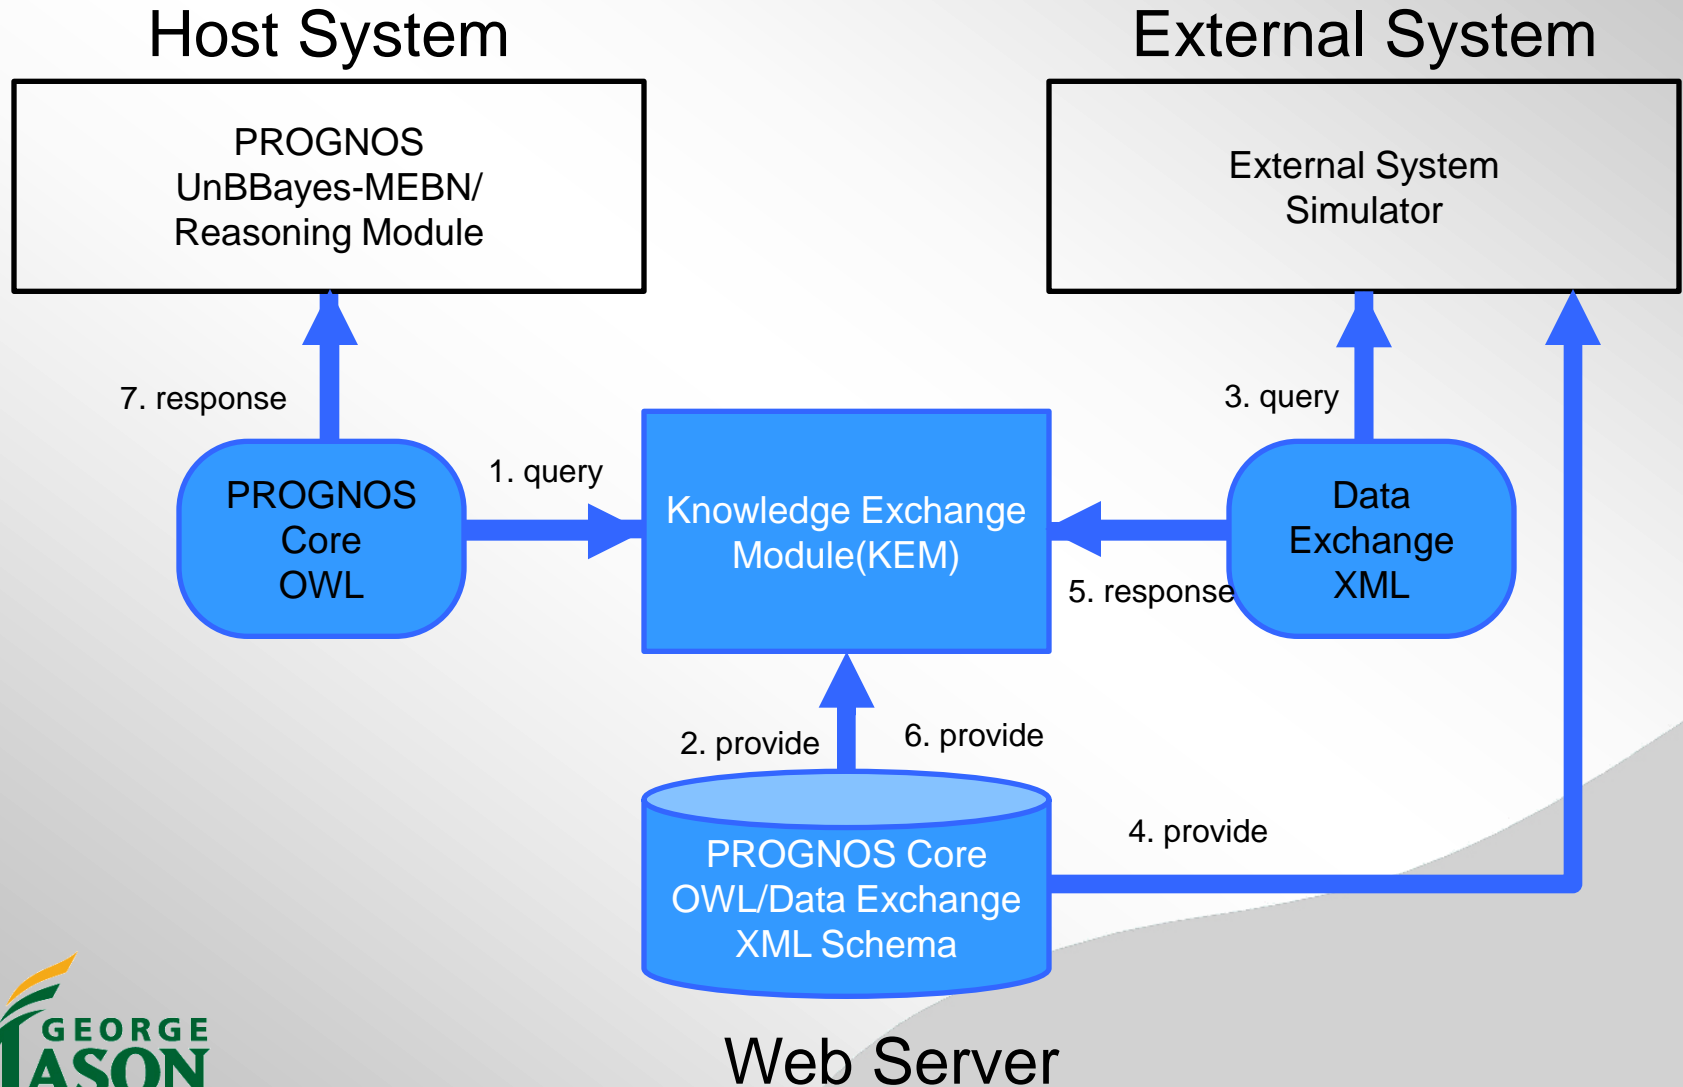 Host System
External System
PROGNOS
UnBBayes-MEBN/
Reasoning Module
External System
Simulator
7. response
3. query
1. query
PROGNOS
Core
OWL
Knowledge Exchange
Module(KEM)
Data
Exchange
XML
5. response
2. provide
6. provide
4. provide
PROGNOS Core
OWL/Data Exchange
XML Schema
GEORGE
Web Server